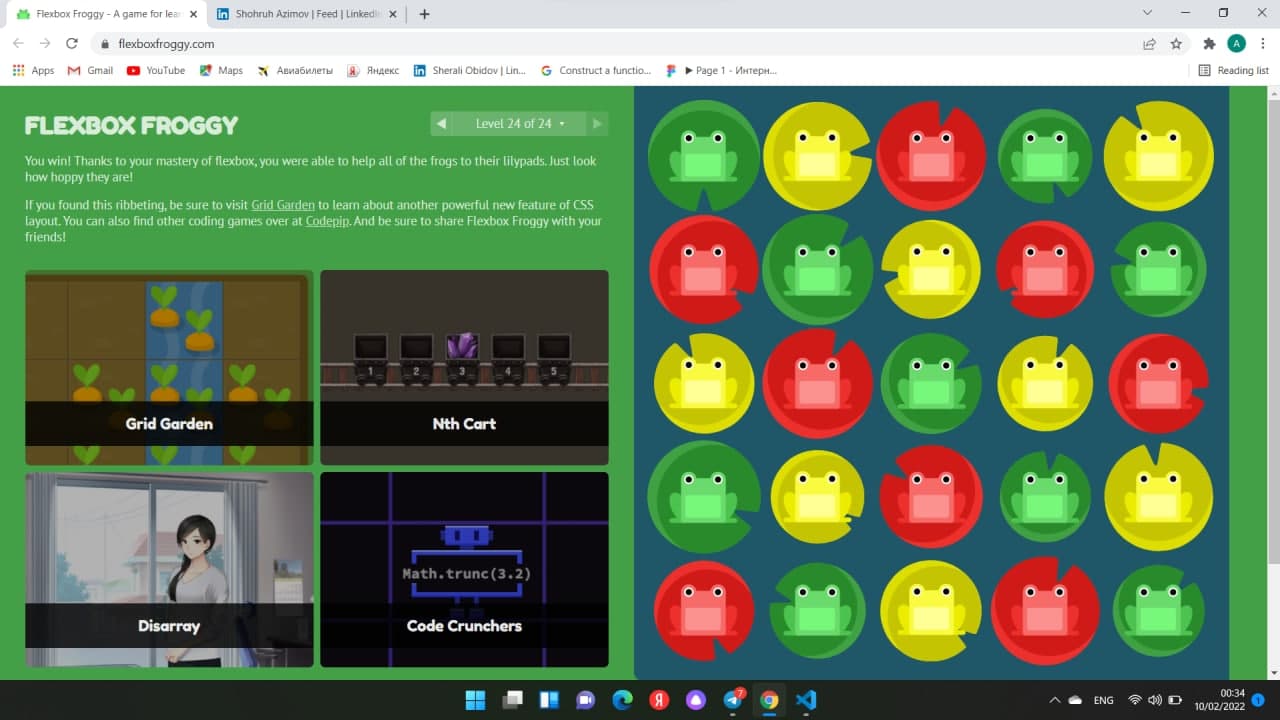 Flexbox Froggy - A game for lear
Shohruh Azimov | Feed | LinkedIn
flexboxfroggy.com
A
Apps
Gmail
YouTube
Maps
Авиабилеты
Яндекс
Sherali Obidov | Lin...
Construct a functio...
▶ Page 1 - Интерн...
Reading list
FLEXBOX FROGGY
Level 24 of 24
You win! Thanks to your mastery of flexbox, you were able to help all of the frogs to their lilypads. Just look
how hoppy they are!
If you found this ribbeting, be sure to visit Grid Garden to learn about another powerful new feature of CSS
layout. You can also find other coding games over at Codepip. And be sure to share Flexbox Froggy with your
friends!
1 2 3 4 5
Grid Garden
Nth Cart
Math.trunc(3.2)
Disarray
Code Crunchers
7
ENG
00:34
10/02/2022
1